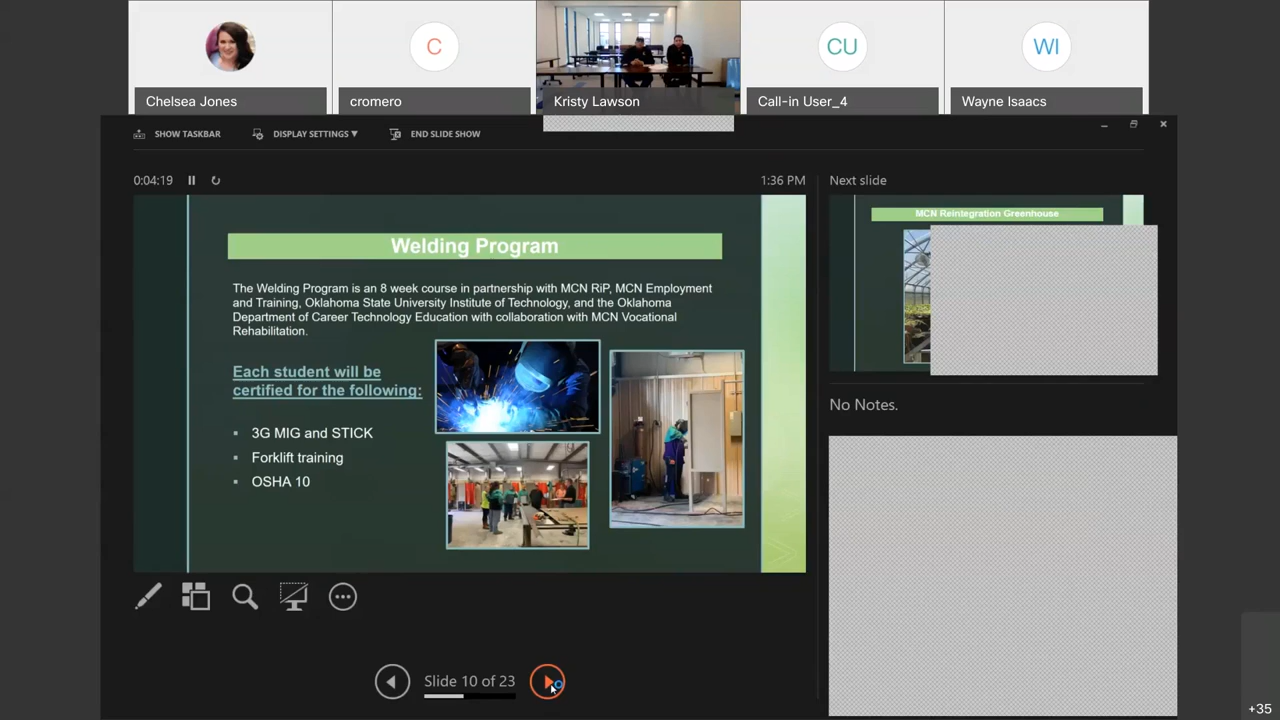 C
CU
WI
Chelsea Jones
cromero
Kristy Lawson
Call-in User_4
Wayne Isaacs
SHOW TASKBAR
DISPLAY SETTINGS ▼
END SLIDE SHOW
0:04:19
1:36 PM
Welding Program
The Welding Program is an 8 week course in partnership with MCN RiP, MCN Employment
and Training, Oklahoma State University Institute of Technology, and the Oklahoma
Department of Career Technology Education with collaboration with MCN Vocational
Rehabilitation.
Each student will be
certified for the following:
▪ 3G MIG and STICK
▪ Forklift training
▪ OSHA 10
Next slide
MCN Reintegration Greenhouse
No Notes.
Slide 10 of 23
+35